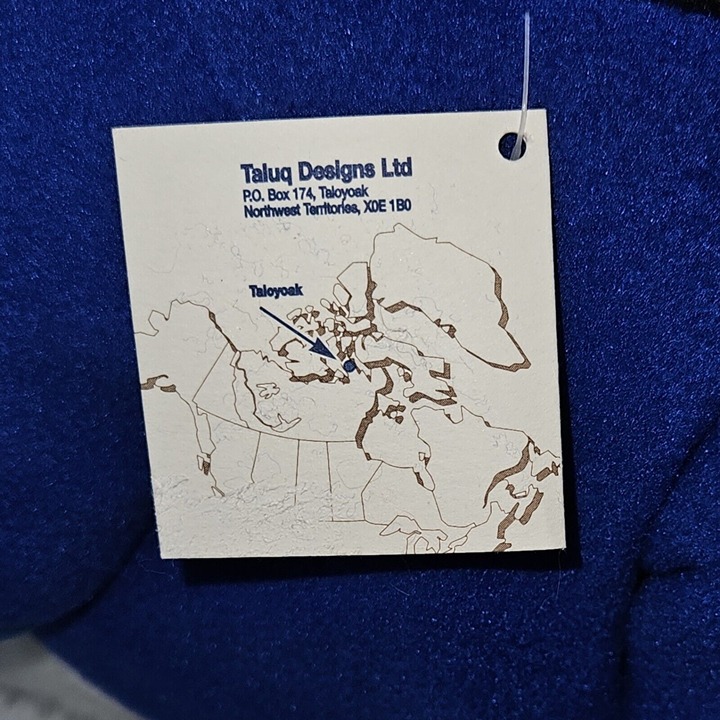 Taluq Designs Ltd
P.O. Box 174, Taloyoak
Northwest Territories, X0E 1B0
Taloyoak